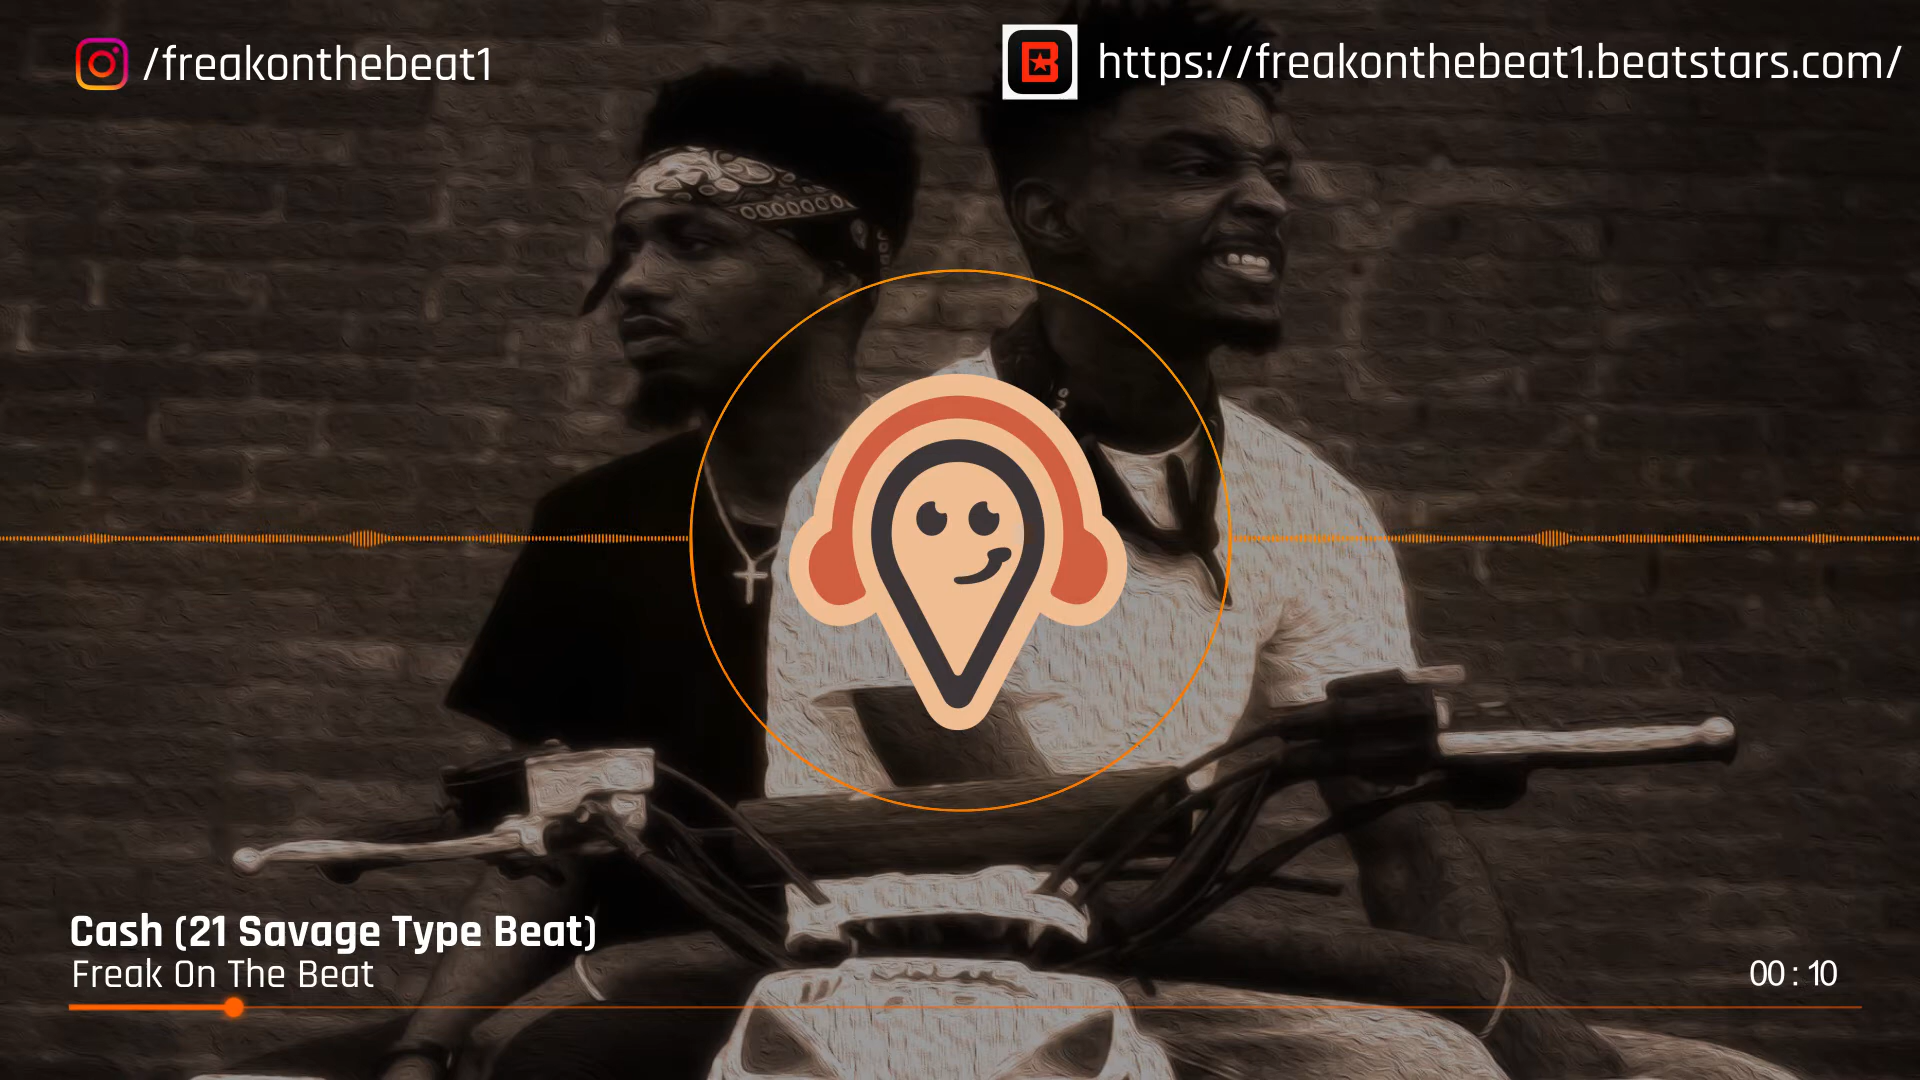 /freakonthebeat1
https://freakonthebeat1.beatstars.com/
Cash (21 Savage Type Beat)
Freak On The Beat
00 : 10